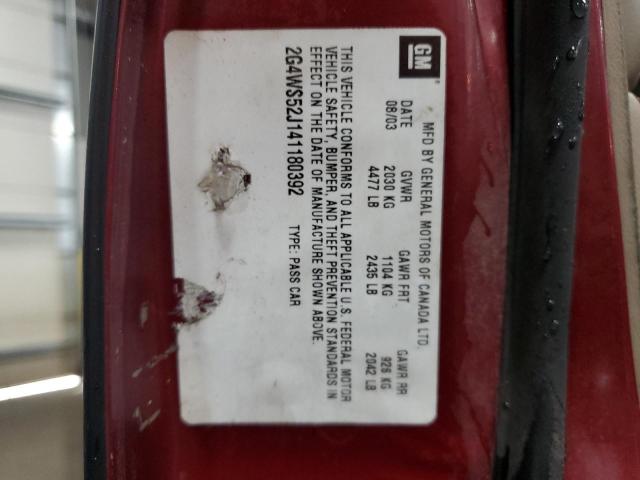 GM
MFD BY GENERAL MOTORS OF CANADA LTD.
DATE GVWR GAWR FRT. GAWR RR
08/03 2030 KG 1104 KG 926 KG
4477 LB 2435 LB 2042 LB
THIS VEHICLE CONFORMS TO ALL APPLICABLE U.S. FEDERAL MOTOR
VEHICLE SAFETY, BUMPER, AND THEFT PREVENTION STANDARDS IN
EFFECT ON THE DATE OF MANUFACTURE SHOWN ABOVE.
2G4WS52J141180392 TYPE: PASS CAR